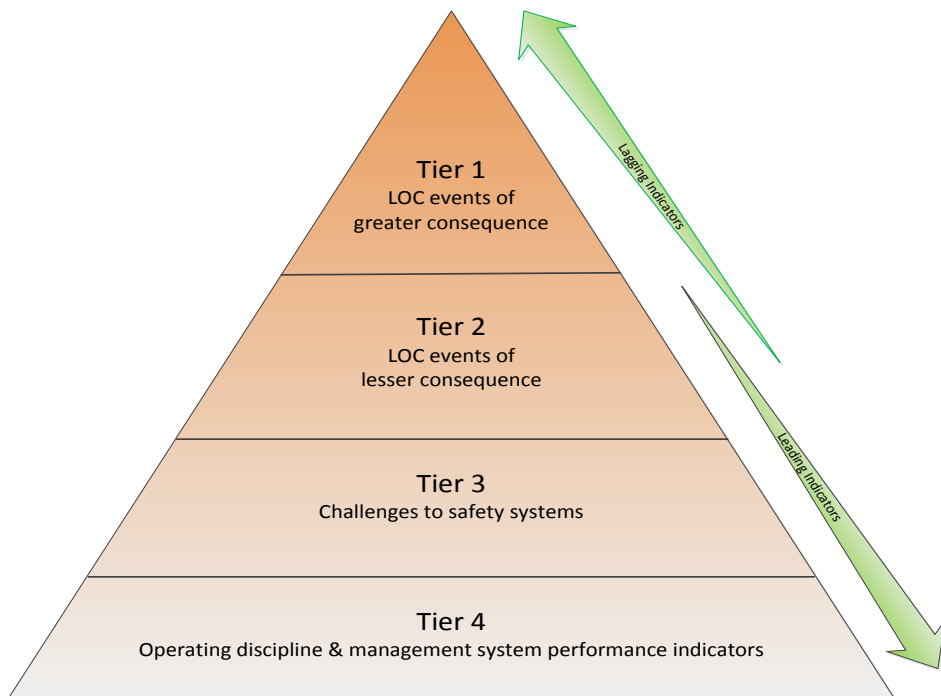 Tier 1
LOC events of
greater consequence
Lagging Indicators
Tier 2
LOC events of
lesser consequence
Leading Indicators
Tier 3
Challenges to safety systems
Tier 4
Operating discipline & management system performance indicators